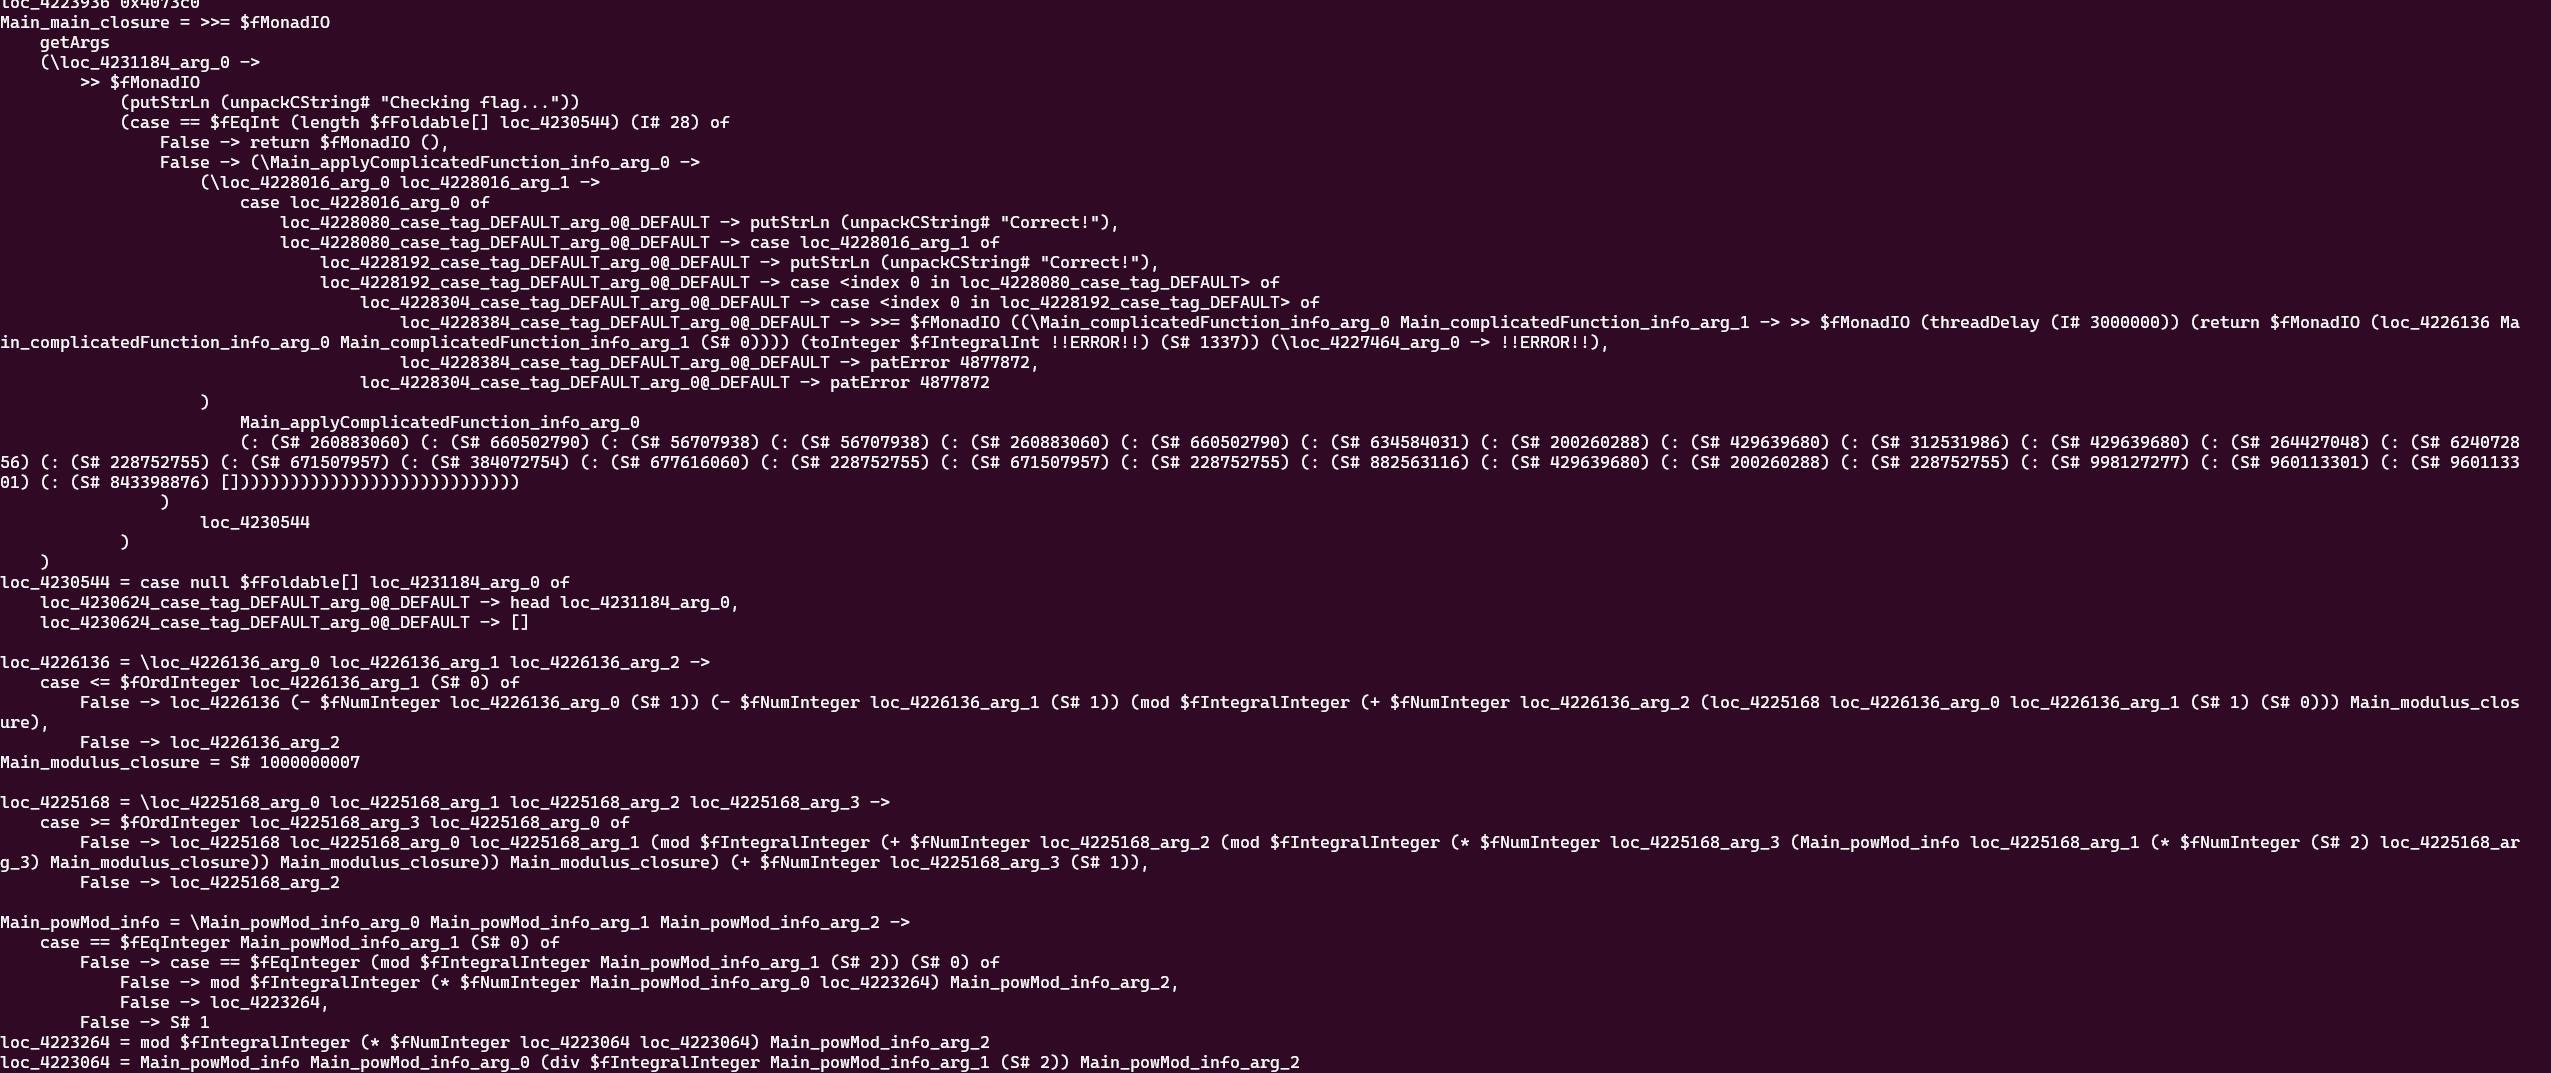 loc_4223936 0x4073c0
Main_main_closure = >>= $fMonadIO
    getArgs
    (\loc_4231184_arg_0 ->
        >> $fMonadIO
            (putStrLn (unpackCString# "Checking flag..."))
            (case == $fEqInt (length $fFoldable[] loc_4230544) (I# 28) of
                False -> return $fMonadIO (),
                False -> (\Main_applyComplicatedFunction_info_arg_0 ->
                    (\loc_4228016_arg_0 loc_4228016_arg_1 ->
                        case loc_4228016_arg_0 of
                            loc_4228080_case_tag_DEFAULT_arg_0@_DEFAULT -> putStrLn (unpackCString# "Correct!"),
                            loc_4228080_case_tag_DEFAULT_arg_0@_DEFAULT -> case loc_4228016_arg_1 of
                                loc_4228192_case_tag_DEFAULT_arg_0@_DEFAULT -> putStrLn (unpackCString# "Correct!"),
                                loc_4228192_case_tag_DEFAULT_arg_0@_DEFAULT -> case <index 0 in loc_4228080_case_tag_DEFAULT> of
                                    loc_4228304_case_tag_DEFAULT_arg_0@_DEFAULT -> case <index 0 in loc_4228192_case_tag_DEFAULT> of
                                        loc_4228384_case_tag_DEFAULT_arg_0@_DEFAULT -> >>= $fMonadIO ((\Main_complicatedFunction_info_arg_0 Main_complicatedFunction_info_arg_1 -> >> $fMonadIO (threadDelay (I# 3000000)) (return $fMonadIO (loc_4226136 Ma
in_complicatedFunction_info_arg_0 Main_complicatedFunction_info_arg_1 (S# 0)))) (toInteger $fIntegralInt !!ERROR!!) (S# 1337)) (\loc_4227464_arg_0 -> !!ERROR!!),
                                        loc_4228384_case_tag_DEFAULT_arg_0@_DEFAULT -> patError 4877872,
                                    loc_4228304_case_tag_DEFAULT_arg_0@_DEFAULT -> patError 4877872
                    )
                        Main_applyComplicatedFunction_info_arg_0
                        (: (S# 260883060) (: (S# 660502790) (: (S# 56707938) (: (S# 56707938) (: (S# 260883060) (: (S# 660502790) (: (S# 634584031) (: (S# 200260288) (: (S# 429639680) (: (S# 312531986) (: (S# 429639680) (: (S# 264427048) (: (S# 6240728
56) (: (S# 228752755) (: (S# 671507957) (: (S# 384072754) (: (S# 677616060) (: (S# 228752755) (: (S# 671507957) (: (S# 228752755) (: (S# 882563116) (: (S# 429639680) (: (S# 200260288) (: (S# 228752755) (: (S# 998127277) (: (S# 960113301) (: (S# 9601133
01) (: (S# 843398876) []))))))))))))))))))))))))))))
                )
                    loc_4230544
            )
    )
loc_4230544 = case null $fFoldable[] loc_4231184_arg_0 of
    loc_4230624_case_tag_DEFAULT_arg_0@_DEFAULT -> head loc_4231184_arg_0,
    loc_4230624_case_tag_DEFAULT_arg_0@_DEFAULT -> []

loc_4226136 = \loc_4226136_arg_0 loc_4226136_arg_1 loc_4226136_arg_2 ->
    case <= $fOrdInteger loc_4226136_arg_1 (S# 0) of
        False -> loc_4226136 (- $fNumInteger loc_4226136_arg_0 (S# 1)) (- $fNumInteger loc_4226136_arg_1 (S# 1)) (mod $fIntegralInteger (+ $fNumInteger loc_4226136_arg_2 (loc_4225168 loc_4226136_arg_0 loc_4226136_arg_1 (S# 1) (S# 0))) Main_modulus_clos
ure),
        False -> loc_4226136_arg_2
Main_modulus_closure = S# 1000000007

loc_4225168 = \loc_4225168_arg_0 loc_4225168_arg_1 loc_4225168_arg_2 loc_4225168_arg_3 ->
    case >= $fOrdInteger loc_4225168_arg_3 loc_4225168_arg_0 of
        False -> loc_4225168 loc_4225168_arg_0 loc_4225168_arg_1 (mod $fIntegralInteger (+ $fNumInteger loc_4225168_arg_2 (mod $fIntegralInteger (* $fNumInteger loc_4225168_arg_3 (Main_powMod_info loc_4225168_arg_1 (* $fNumInteger (S# 2) loc_4225168_ar
g_3) Main_modulus_closure)) Main_modulus_closure)) Main_modulus_closure) (+ $fNumInteger loc_4225168_arg_3 (S# 1)),
        False -> loc_4225168_arg_2

Main_powMod_info = \Main_powMod_info_arg_0 Main_powMod_info_arg_1 Main_powMod_info_arg_2 ->
    case == $fEqInteger Main_powMod_info_arg_1 (S# 0) of
        False -> case == $fEqInteger (mod $fIntegralInteger Main_powMod_info_arg_1 (S# 2)) (S# 0) of
            False -> mod $fIntegralInteger (* $fNumInteger Main_powMod_info_arg_0 loc_4223264) Main_powMod_info_arg_2,
            False -> loc_4223264,
        False -> S# 1
loc_4223264 = mod $fIntegralInteger (* $fNumInteger loc_4223064 loc_4223064) Main_powMod_info_arg_2
loc_4223064 = Main_powMod_info Main_powMod_info_arg_0 (div $fIntegralInteger Main_powMod_info_arg_1 (S# 2)) Main_powMod_info_arg_2